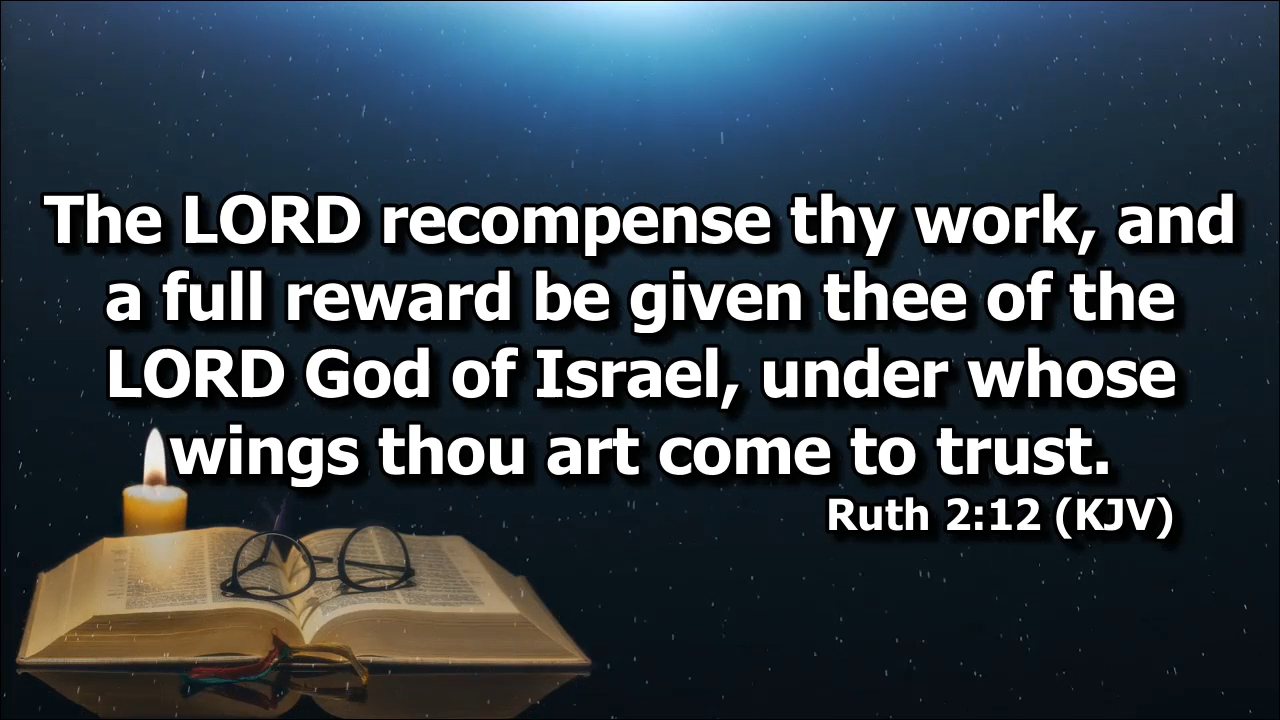 The LORD recompense thy work, and
a full reward be given thee of the
LORD God of Israel, under whose
wings thou art come to trust.
Ruth 2:12 (KJV)